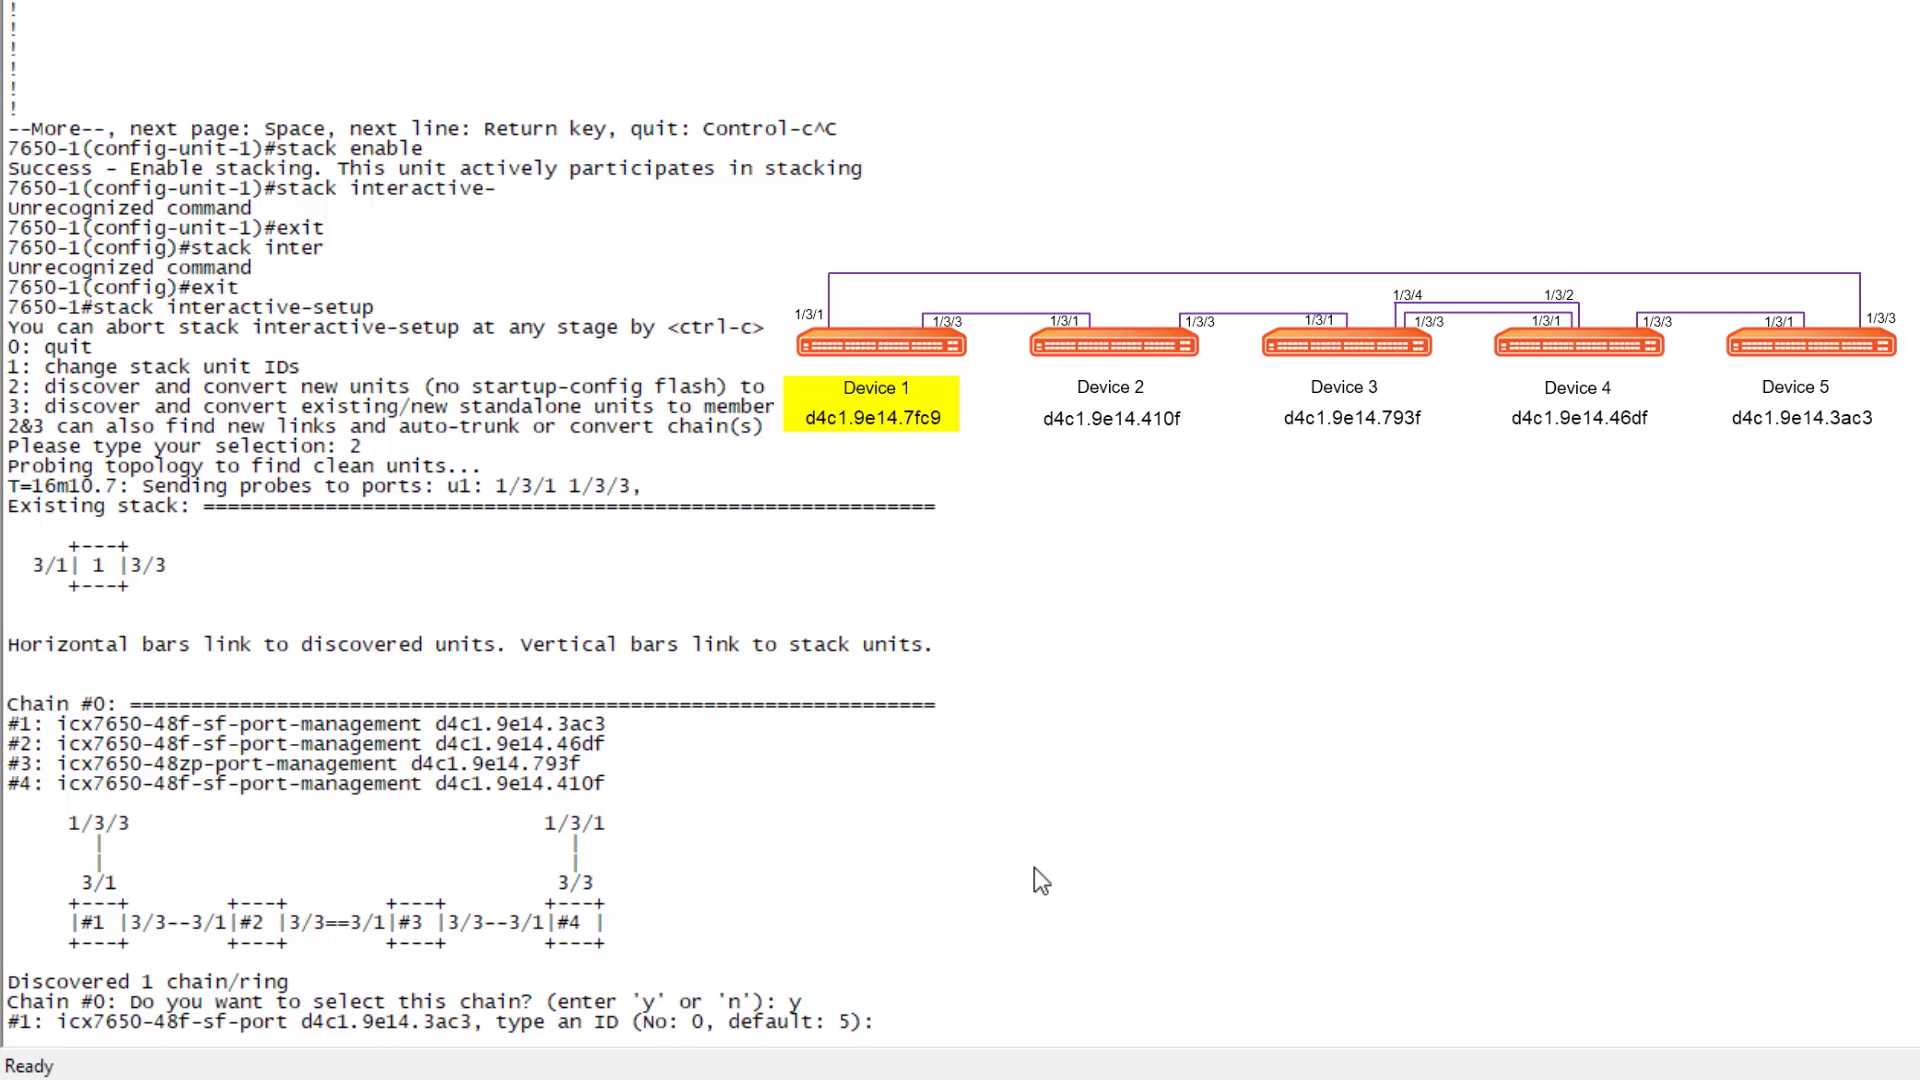 !
!
!
!
!
!
--More--, next page: Space, next line: Return key, quit: Control-c^C
7650-1(config-unit-1)#stack enable
Success - Enable stacking. This unit actively participates in stacking
7650-1(config-unit-1)#stack interactive-
Unrecognized command
7650-1(config-unit-1)#exit
7650-1(config)#stack inter
Unrecognized command
7650-1(config)#exit
7650-1#stack interactive-setup
You can abort stack interactive-setup at any stage by <ctrl-c>
0: quit
1: change stack unit IDs
2: discover and convert new units (no startup-config flash) to
3: discover and convert existing/new standalone units to member
2&3 can also find new links and auto-trunk or convert chain(s)
Please type your selection: 2
Probing topology to find clean units...
T=16m10.7: Sending probes to ports: u1: 1/3/1 1/3/3,
Existing stack: ============================================================
+---+
3/1| 1 |3/3
+---+
Horizontal bars link to discovered units. Vertical bars link to stack units.
Chain #0: ==================================================================
#1: icx7650-48f-sf-port-management d4c1.9e14.3ac3
#2: icx7650-48f-sf-port-management d4c1.9e14.46df
#3: icx7650-48zp-port-management d4c1.9e14.793f
#4: icx7650-48f-sf-port-management d4c1.9e14.410f
1/3/3 1/3/1
| |
| |
3/1 3/3
+---+ +---+ +---+ +---+
|#1 |3/3--3/1|#2 |3/3==3/1|#3 |3/3--3/1|#4 |
+---+ +---+ +---+ +---+
Discovered 1 chain/ring
Chain #0: Do you want to select this chain? (enter 'y' or 'n'): y
#1: icx7650-48f-sf-port d4c1.9e14.3ac3, type an ID (No: 0, default: 5):
1/3/4 1/3/2
1/3/1 1/3/3 1/3/1 1/3/3 1/3/1 1/3/3 1/3/1 1/3/3 1/3/1 1/3/3
Device 1 Device 2 Device 3 Device 4 Device 5
d4c1.9e14.7fc9 d4c1.9e14.410f d4c1.9e14.793f d4c1.9e14.46df d4c1.9e14.3ac3
Ready